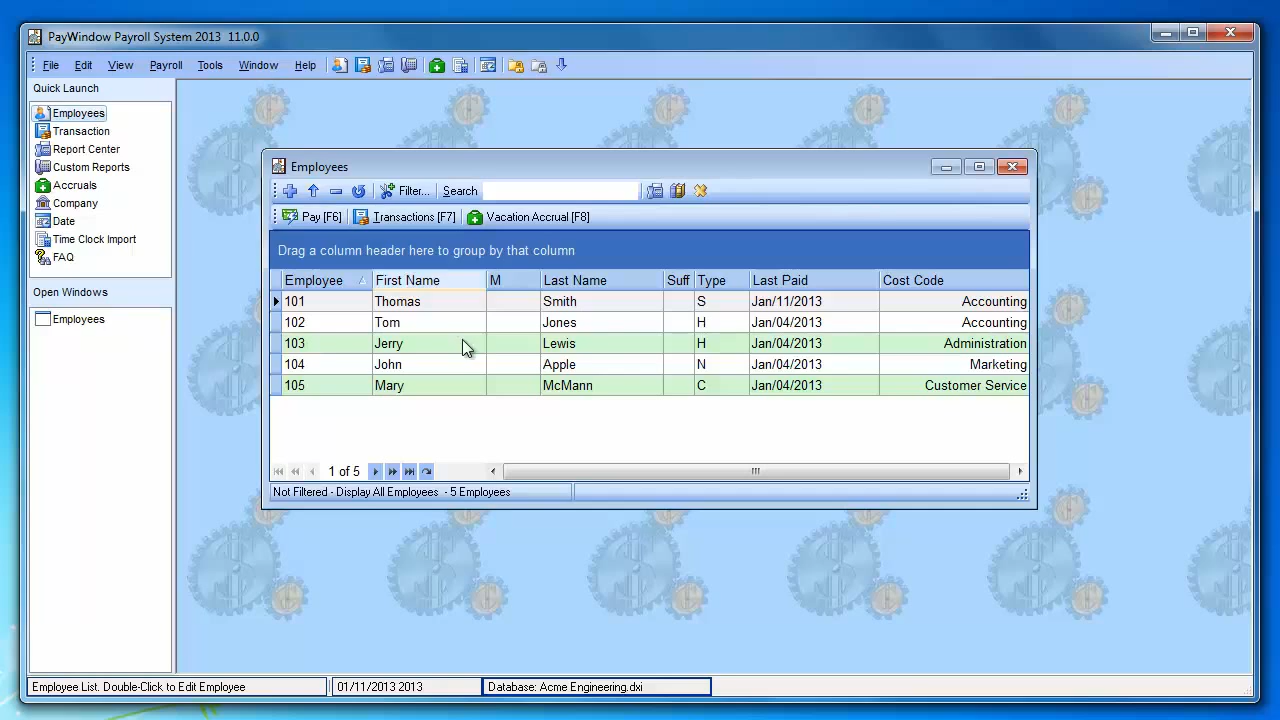 PayWindow Payroll System 2013 11.0.0
File Edit View Payroll Tools Window Help
Quick Launch
Employees
Transaction
Report Center
Custom Reports
Accruals
Company
Date
Time Clock Import
FAQ
Open Windows
Employees
Employees
Filter... Search
Pay [F6] Transactions [F7] Vacation Accrual [F8]
Drag a column header here to group by that column
Employee First Name M Last Name Suff Type Last Paid Cost Code
101 Thomas Smith S Jan/11/2013 Accounting
102 Tom Jones H Jan/04/2013 Accounting
103 Jerry Lewis H Jan/04/2013 Administration
104 John Apple N Jan/04/2013 Marketing
105 Mary McMann C Jan/04/2013 Customer Service
1 of 5
Not Filtered - Display All Employees - 5 Employees
Employee List. Double-Click to Edit Employee 01/11/2013 2013 Database: Acme Engineering.dxi